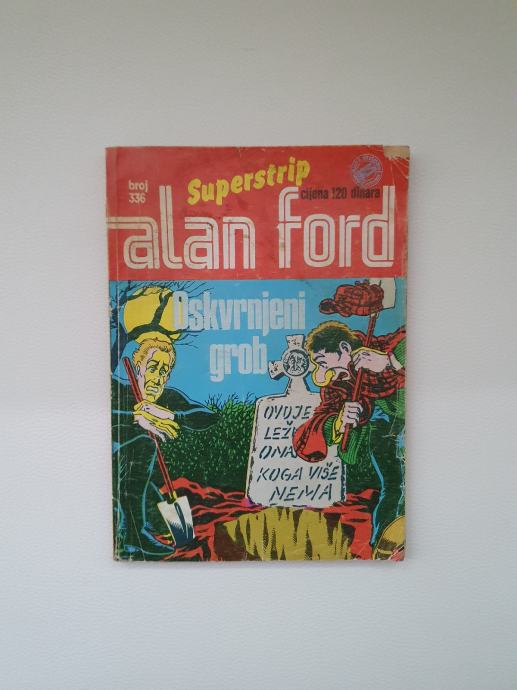 broj
336
Superstrip
cijena 120 dinara
alan ford
Oskvrnjeni
grob
OVDJE
LEŽI
ONA
KOGA VIŠE
NEMA